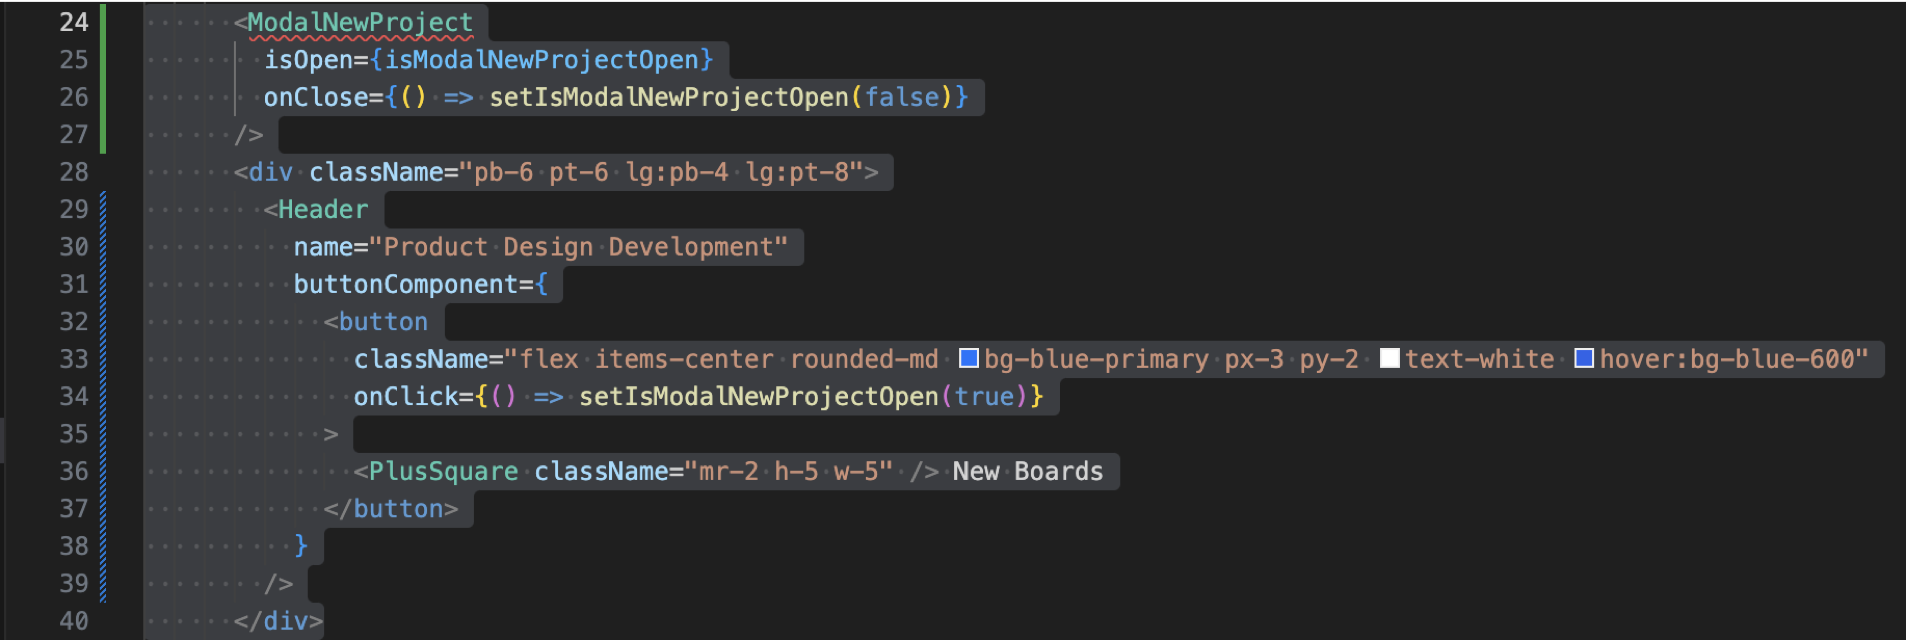 24 <ModalNewProject
25 isOpen={isModalNewProjectOpen}
26 onClose={() => setIsModalNewProjectOpen(false)}
27 />
28 <div className="pb-6 pt-6 lg:pb-4 lg:pt-8">
29 <Header
30 name="Product Design Development"
31 buttonComponent={
32 <button
33 className="flex items-center rounded-md bg-blue-primary px-3 py-2 text-white hover:bg-blue-600"
34 onClick={() => setIsModalNewProjectOpen(true)}
35 >
36 <PlusSquare className="mr-2 h-5 w-5" /> New Boards
37 </button>
38 }
39 />
40 </div>